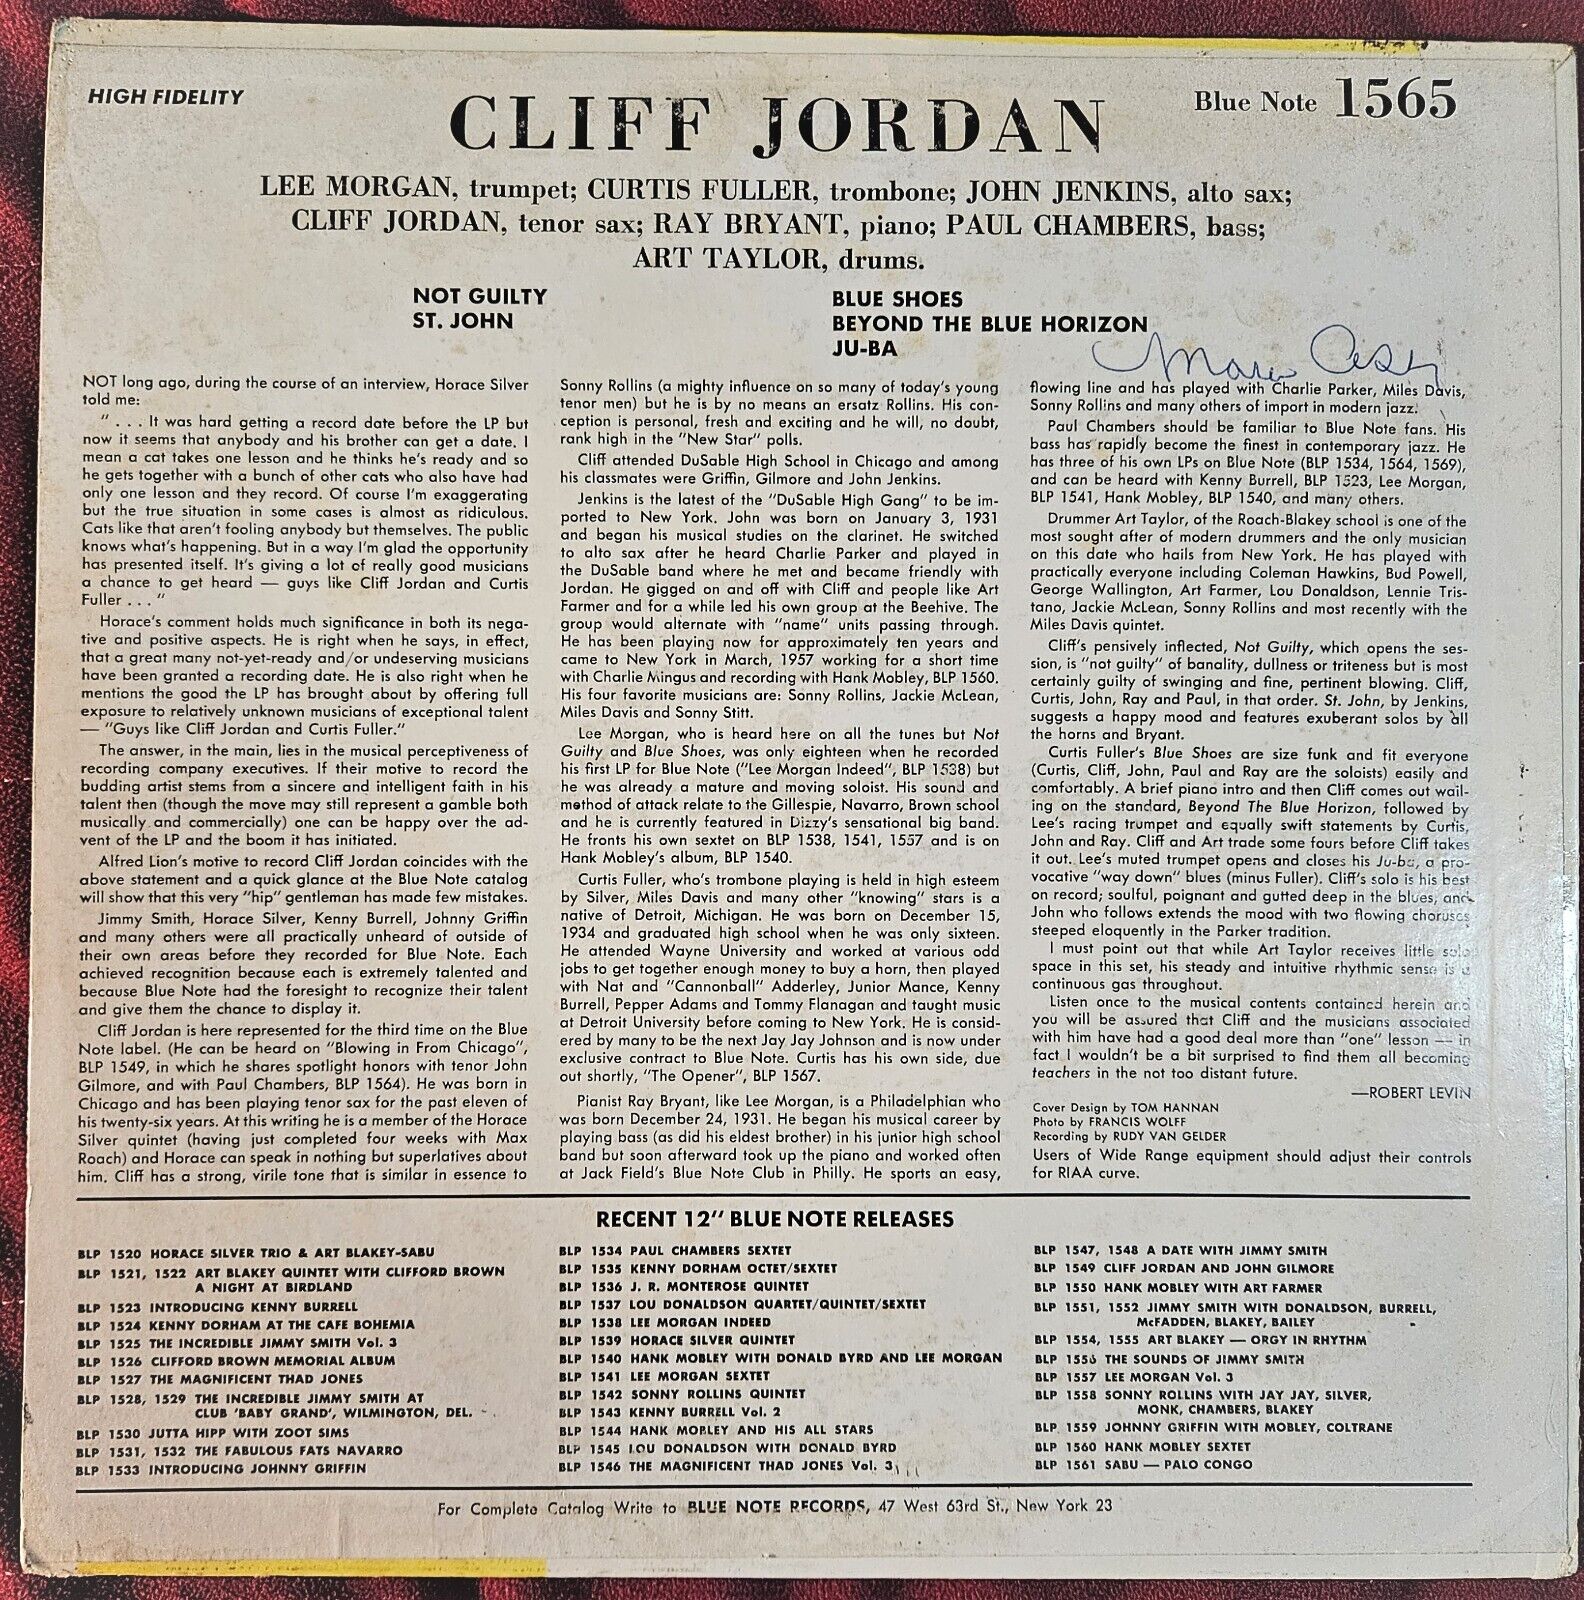 HIGH FIDELITY
CLIFF JORDAN
Blue Note 1565
LEE MORGAN, trumpet; CURTIS FULLER, trombone; JOHN JENKINS, alto sax;
CLIFF JORDAN, tenor sax; RAY BRYANT, piano; PAUL CHAMBERS, bass;
ART TAYLOR, drums.
NOT GUILTY
ST. JOHN
BLUE SHOES
BEYOND THE BLUE HORIZON
JU-BA
NOT long ago, during the course of an interview, Horace Silver
told me:
" . . . It was hard getting a record date before the LP but
now it seems that anybody and his brother can get a date. I
mean a cat takes one lesson and he thinks he's ready and so
he gets together with a bunch of other cats who also have had
only one lesson and they record. Of course I'm exaggerating
but the true situation in some cases is almost as ridiculous.
Cats like that aren't fooling anybody but themselves. The public
knows what's happening. But in a way I'm glad the opportunity
has presented itself. It's giving a lot of really good musicians
a chance to get heard — guys like Cliff Jordan and Curtis
Fuller . . . "
Horace's comment holds much significance in both its nega-
tive and positive aspects. He is right when he says, in effect,
that a great many not-yet-ready and/or undeserving musicians
have been granted a recording date. He is also right when he
mentions the good the LP has brought about by offering full
exposure to relatively unknown musicians of exceptional talent
— "Guys like Cliff Jordan and Curtis Fuller."
The answer, in the main, lies in the musical perceptiveness of
recording company executives. If their motive to record the
budding artist stems from a sincere and intelligent faith in his
talent then (though the move may still represent a gamble both
musically and commercially) one can be happy over the ad-
vent of the LP and the boom it has initiated.
Alfred Lion's motive to record Cliff Jordan coincides with the
above statement and a quick glance at the Blue Note catalog
will show that this very "hip" gentleman has made few mistakes.
Jimmy Smith, Horace Silver, Kenny Burrell, Johnny Griffin
and many others were all practically unheard of outside of
their own areas before they recorded for Blue Note. Each
achieved recognition because each is extremely talented and
because Blue Note had the foresight to recognize their talent
and give them the chance to display it.
Cliff Jordan is here represented for the third time on the Blue
Note label. (He can be heard on "Blowing in From Chicago",
BLP 1549, in which he shares spotlight honors with tenor John
Gilmore, and with Paul Chambers, BLP 1564). He was born in
Chicago and has been playing tenor sax for the past eleven of
his twenty-six years. At this writing he is a member of the Horace
Silver quintet (having just completed four weeks with Max
Roach) and Horace can speak in nothing but superlatives about
him. Cliff has a strong, virile tone that is similar in essence to
Sonny Rollins (a mighty influence on so many of today's young
tenor men) but he is by no means an ersatz Rollins. His con-
ception is personal, fresh and exciting and he will, no doubt,
rank high in the "New Star" polls.
Cliff attended DuSable High School in Chicago and among
his classmates were Griffin, Gilmore and John Jenkins.
Jenkins is the latest of the "DuSable High Gang" to be im-
ported to New York. John was born on January 3, 1931
and began his musical studies on the clarinet. He switched
to alto sax after he heard Charlie Parker and played in
the DuSable band where he met and became friendly with
Jordan. He gigged on and off with Cliff and people like Art
Farmer and for a while led his own group at the Beehive. The
group would alternate with "name" units passing through.
He has been playing now for approximately ten years and
came to New York in March, 1957 working for a short time
with Charlie Mingus and recording with Hank Mobley, BLP 1560.
His four favorite musicians are: Sonny Rollins, Jackie McLean,
Miles Davis and Sonny Stitt.
Lee Morgan, who is heard here on all the tunes but Not
Guilty and Blue Shoes, was only eighteen when he recorded
his first LP for Blue Note ("Lee Morgan Indeed", BLP 1538) but
he was already a mature and moving soloist. His sound and
method of attack relate to the Gillespie, Navarro, Brown school
and he is currently featured in Dizzy's sensational big band.
He fronts his own sextet on BLP 1538, 1541, 1557 and is on
Hank Mobley's album, BLP 1540.
Curtis Fuller, who's trombone playing is held in high esteem
by Silver, Miles Davis and many other "knowing" stars is a
native of Detroit, Michigan. He was born on December 15,
1934 and graduated high school when he was only sixteen.
He attended Wayne University and worked at various odd
jobs to get together enough money to buy a horn, then played
with Nat and "Cannonball" Adderley, Junior Mance, Kenny
Burrell, Pepper Adams and Tommy Flanagan and taught music
at Detroit University before coming to New York. He is consid-
ered by many to be the next Jay Jay Johnson and is now under
exclusive contract to Blue Note. Curtis has his own side, due
out shortly, "The Opener", BLP 1567.
Pianist Ray Bryant, like Lee Morgan, is a Philadelphian who
was born December 24, 1931. He began his musical career by
playing bass (as did his eldest brother) in his junior high school
band but soon afterward took up the piano and worked often
at Jack Field's Blue Note Club in Philly. He sports an easy,
flowing line and has played with Charlie Parker, Miles Davis,
Sonny Rollins and many others of import in modern jazz.
Paul Chambers should be familiar to Blue Note fans. His
bass has rapidly become the finest in contemporary jazz. He
has three of his own LPs on Blue Note (BLP 1534, 1564, 1569),
and can be heard with Kenny Burrell, BLP 1523, Lee Morgan,
BLP 1541, Hank Mobley, BLP 1540, and many others.
Drummer Art Taylor, of the Roach-Blakey school is one of the
most sought after of modern drummers and the only musician
on this date who hails from New York. He has played with
practically everyone including Coleman Hawkins, Bud Powell,
George Wallington, Art Farmer, Lou Donaldson, Lennie Tris-
tano, Jackie McLean, Sonny Rollins and most recently with the
Miles Davis quintet.
Cliff's pensively inflected, Not Guilty, which opens the ses-
sion, is "not guilty" of banality, dullness or triteness but is most
certainly guilty of swinging and fine, pertinent blowing. Cliff,
Curtis, John, Ray and Paul, in that order. St. John, by Jenkins,
suggests a happy mood and features exuberant solos by all
the horns and Bryant.
Curtis Fuller's Blue Shoes are size funk and fit everyone
(Curtis, Cliff, John, Paul and Ray are the soloists) easily and
comfortably. A brief piano intro and then Cliff comes out wail-
ing on the standard, Beyond The Blue Horizon, followed by
Lee's racing trumpet and equally swift statements by Curtis,
John and Ray. Cliff and Art trade some fours before Cliff takes
it out. Lee's muted trumpet opens and closes his Ju-ba, a pro-
vocative "way down" blues (minus Fuller). Cliff's solo is his best
on record; soulful, poignant and gutted deep in the blues, and
John who follows extends the mood with two flowing choruses
steeped eloquently in the Parker tradition.
I must point out that while Art Taylor receives little solo
space in this set, his steady and intuitive rhythmic sense is a
continuous gas throughout.
Listen once to the musical contents contained herein and
you will be assured that Cliff and the musicians associated
with him have had a good deal more than "one" lesson — in
fact I wouldn't be a bit surprised to find them all becoming
teachers in the not too distant future.
—ROBERT LEVIN
Cover Design by TOM HANNAN
Photo by FRANCIS WOLFF
Recording by RUDY VAN GELDER
Users of Wide Range equipment should adjust their controls
for RIAA curve.
RECENT 12" BLUE NOTE RELEASES
BLP 1520 HORACE SILVER TRIO & ART BLAKEY-SABU
BLP 1521, 1522 ART BLAKEY QUINTET WITH CLIFFORD BROWN
A NIGHT AT BIRDLAND
BLP 1523 INTRODUCING KENNY BURRELL
BLP 1524 KENNY DORHAM AT THE CAFE BOHEMIA
BLP 1525 THE INCREDIBLE JIMMY SMITH Vol. 3
BLP 1526 CLIFFORD BROWN MEMORIAL ALBUM
BLP 1527 THE MAGNIFICENT THAD JONES
BLP 1528, 1529 THE INCREDIBLE JIMMY SMITH AT
CLUB 'BABY GRAND', WILMINGTON, DEL.
BLP 1530 JUTTA HIPP WITH ZOOT SIMS
BLP 1531, 1532 THE FABULOUS FATS NAVARRO
BLP 1533 INTRODUCING JOHNNY GRIFFIN
BLP 1534 PAUL CHAMBERS SEXTET
BLP 1535 KENNY DORHAM OCTET/SEXTET
BLP 1536 J. R. MONTEROSE QUINTET
BLP 1537 LOU DONALDSON QUARTET/QUINTET/SEXTET
BLP 1538 LEE MORGAN INDEED
BLP 1539 HORACE SILVER QUINTET
BLP 1540 HANK MOBLEY WITH DONALD BYRD AND LEE MORGAN
BLP 1541 LEE MORGAN SEXTET
BLP 1542 SONNY ROLLINS QUINTET
BLP 1543 KENNY BURRELL Vol. 2
BLP 1544 HANK MOBLEY AND HIS ALL STARS
BLP 1545 LOU DONALDSON WITH DONALD BYRD
BLP 1546 THE MAGNIFICENT THAD JONES Vol. 3
BLP 1547, 1548 A DATE WITH JIMMY SMITH
BLP 1549 CLIFF JORDAN AND JOHN GILMORE
BLP 1550 HANK MOBLEY WITH ART FARMER
BLP 1551, 1552 JIMMY SMITH WITH DONALDSON, BURRELL,
McFADDEN, BLAKEY, BAILEY
BLP 1554, 1555 ART BLAKEY — ORGY IN RHYTHM
BLP 1556 THE SOUNDS OF JIMMY SMITH
BLP 1557 LEE MORGAN Vol. 3
BLP 1558 SONNY ROLLINS WITH JAY JAY, SILVER,
MONK, CHAMBERS, BLAKEY
BLP 1559 JOHNNY GRIFFIN WITH MOBLEY, COLTRANE
BLP 1560 HANK MOBLEY SEXTET
BLP 1561 SABU — PALO CONGO
For Complete Catalog Write to BLUE NOTE RECORDS, 47 West 63rd St., New York 23